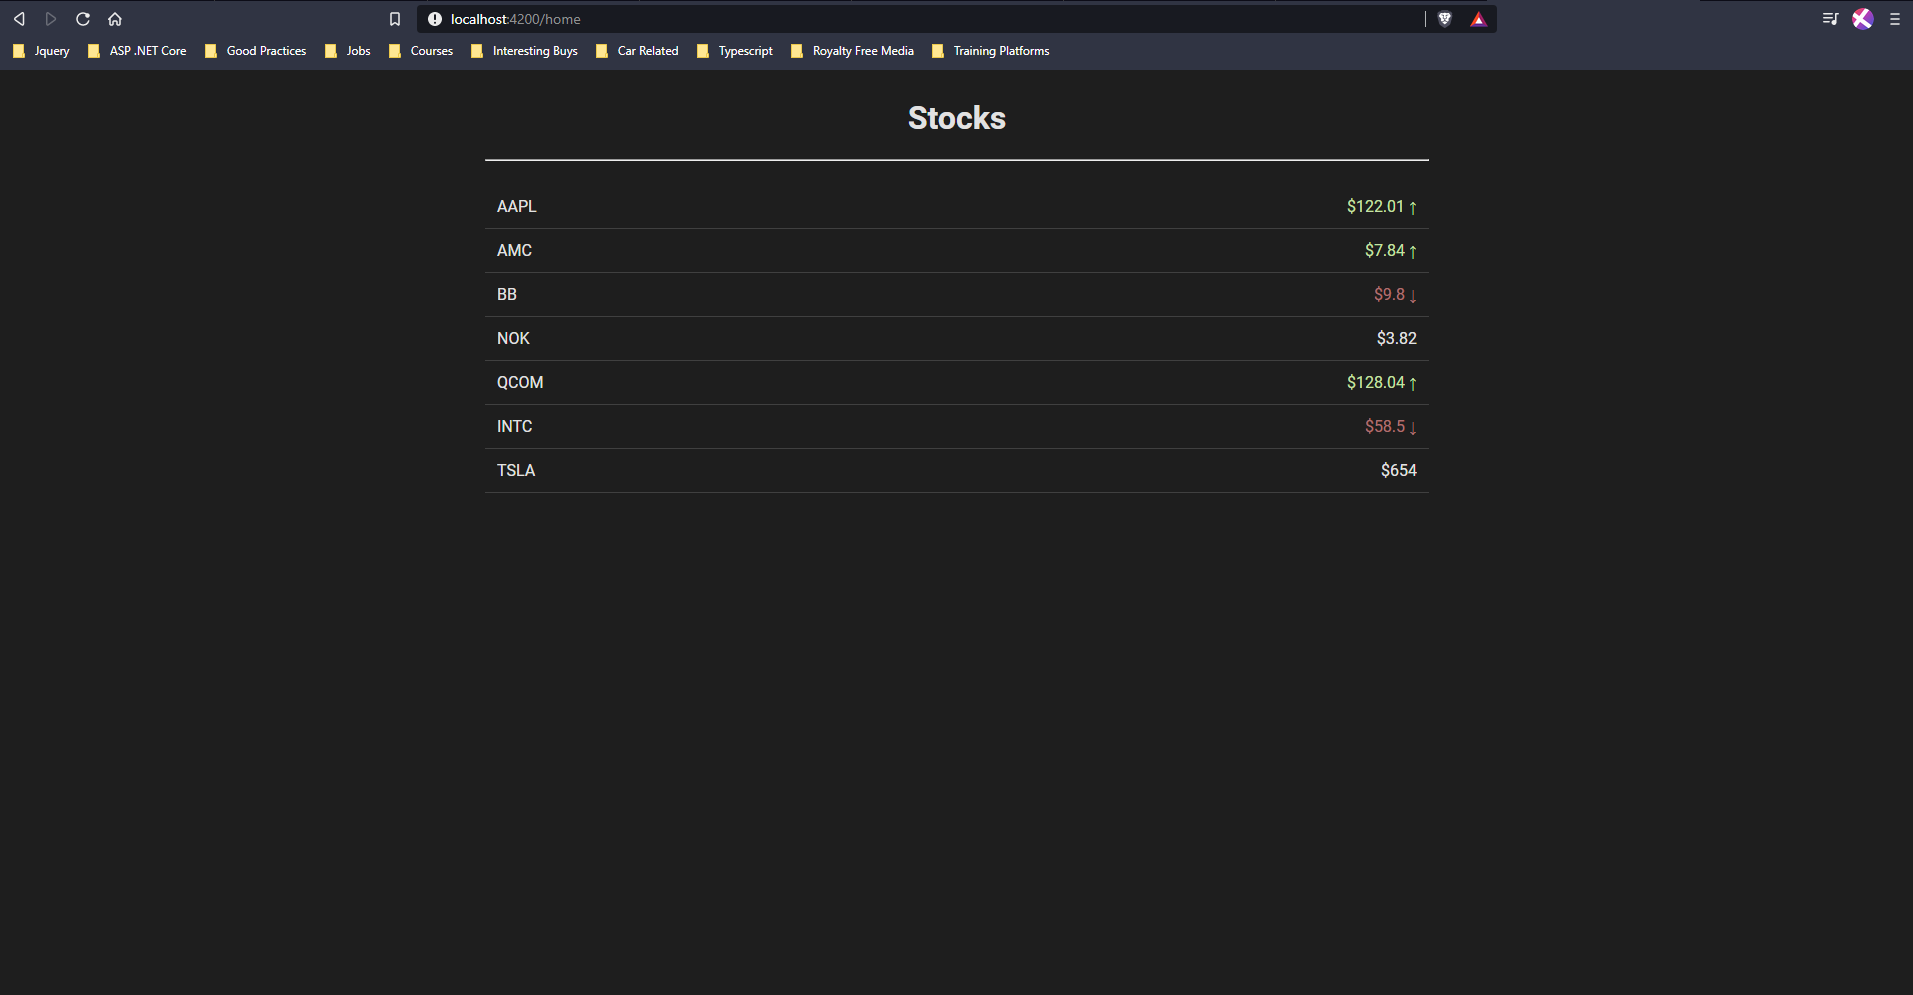 localhost:4200/home
Jquery ASP .NET Core Good Practices Jobs Courses Interesting Buys Car Related Typescript Royalty Free Media Training Platforms
Stocks
AAPL $122.01 ↑
AMC $7.84 ↑
BB $9.8 ↓
NOK $3.82
QCOM $128.04 ↑
INTC $58.5 ↓
TSLA $654